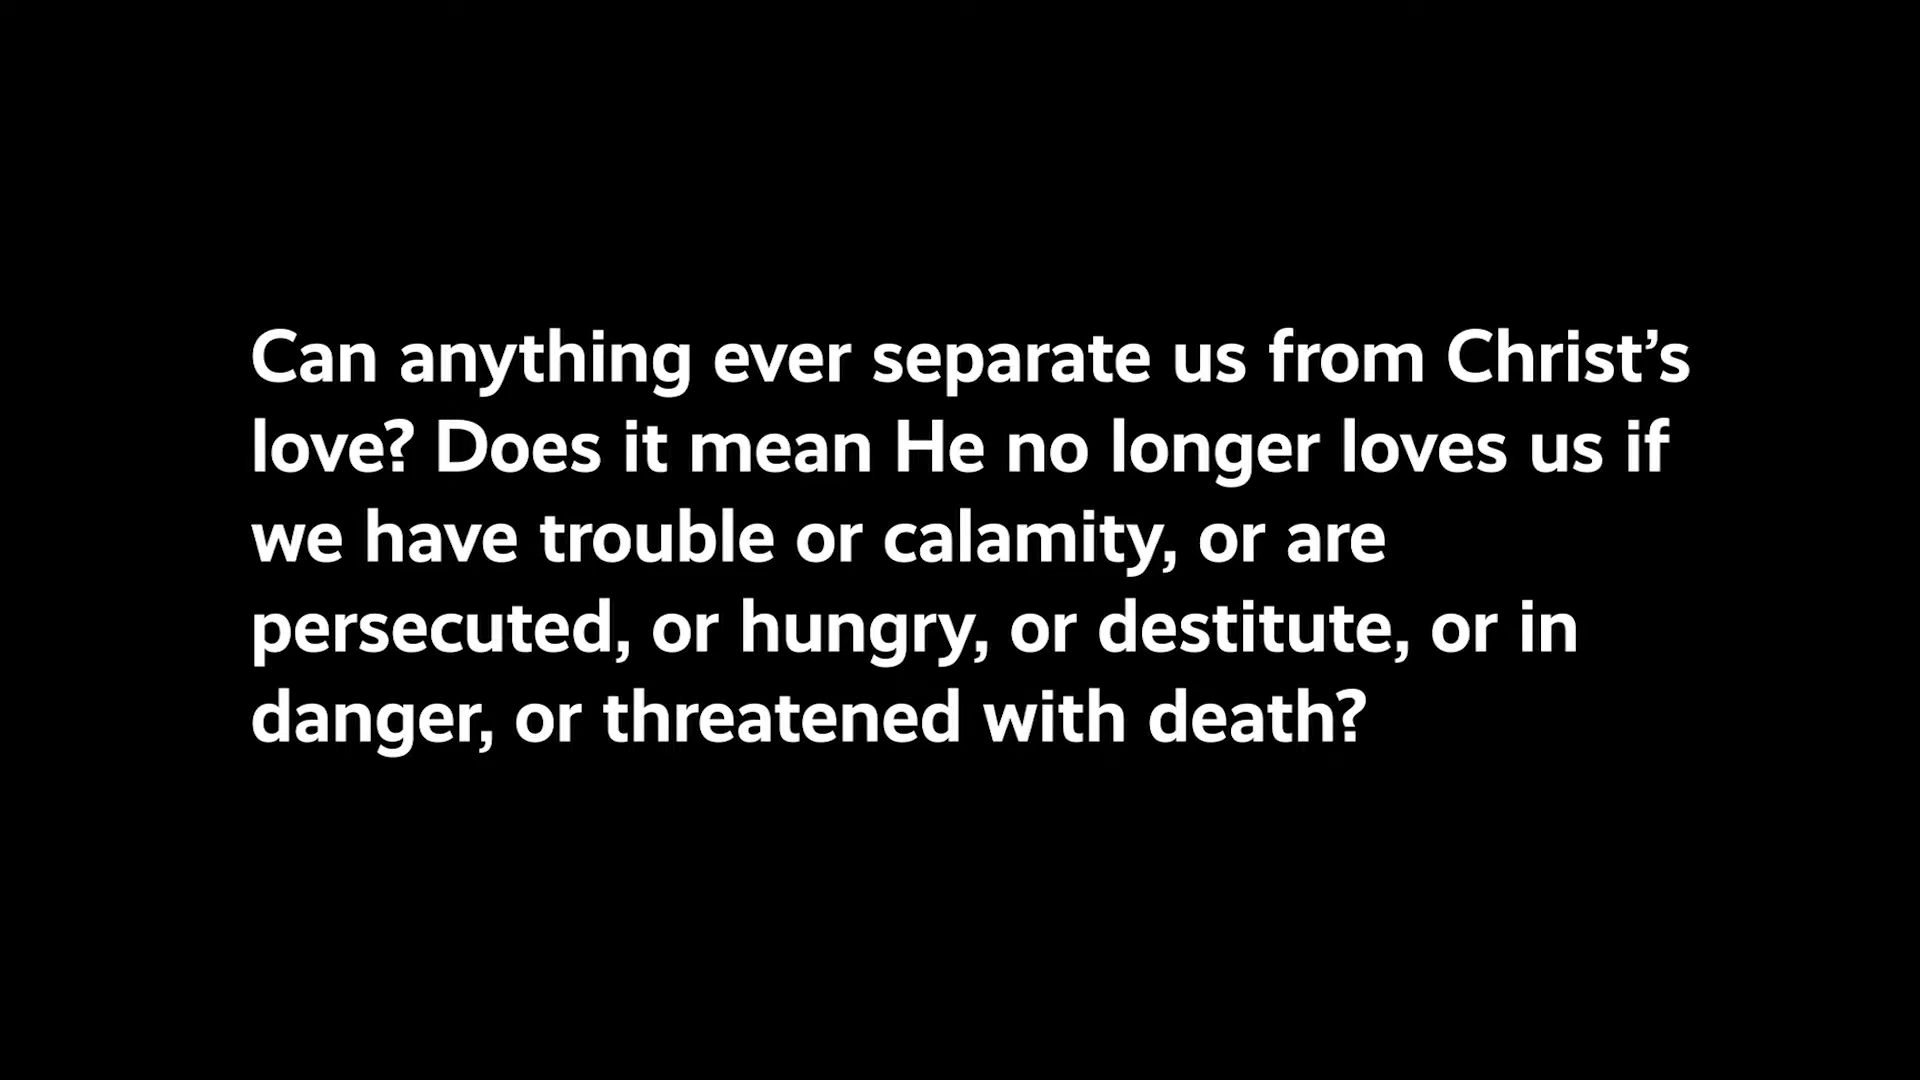 Can anything ever separate us from Christ’s
love? Does it mean He no longer loves us if
we have trouble or calamity, or are
persecuted, or hungry, or destitute, or in
danger, or threatened with death?